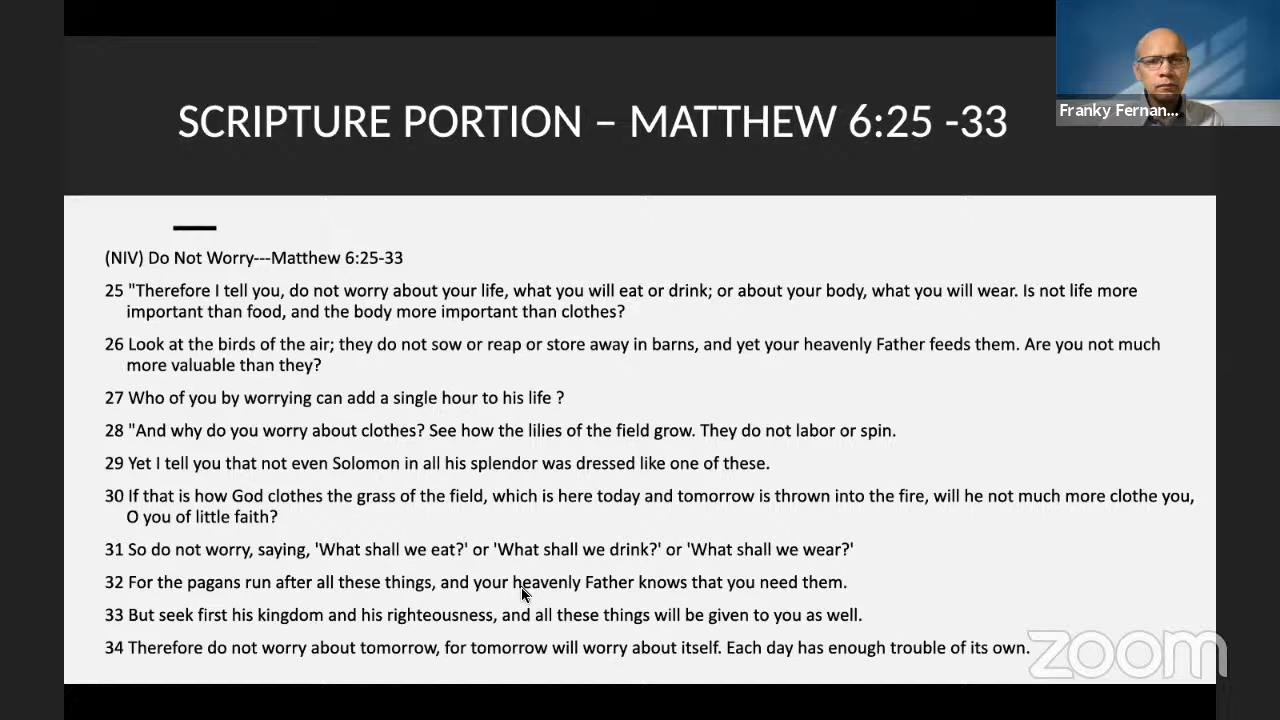 SCRIPTURE PORTION – MATTHEW 6:25 -33
Franky Fernan...
(NIV) Do Not Worry---Matthew 6:25-33
25 "Therefore I tell you, do not worry about your life, what you will eat or drink; or about your body, what you will wear. Is not life more
important than food, and the body more important than clothes?
26 Look at the birds of the air; they do not sow or reap or store away in barns, and yet your heavenly Father feeds them. Are you not much
more valuable than they?
27 Who of you by worrying can add a single hour to his life ?
28 "And why do you worry about clothes? See how the lilies of the field grow. They do not labor or spin.
29 Yet I tell you that not even Solomon in all his splendor was dressed like one of these.
30 If that is how God clothes the grass of the field, which is here today and tomorrow is thrown into the fire, will he not much more clothe you,
O you of little faith?
31 So do not worry, saying, 'What shall we eat?' or 'What shall we drink?' or 'What shall we wear?'
32 For the pagans run after all these things, and your heavenly Father knows that you need them.
33 But seek first his kingdom and his righteousness, and all these things will be given to you as well.
34 Therefore do not worry about tomorrow, for tomorrow will worry about itself. Each day has enough trouble of its own.
zoom